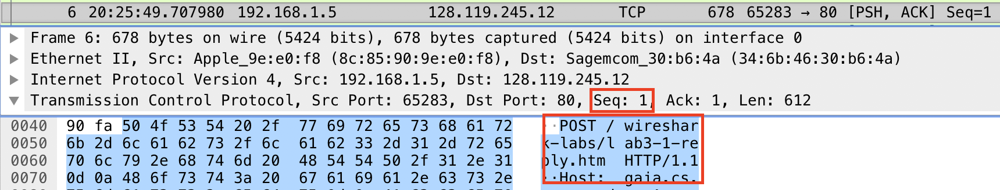 6 20:25:49.707980 192.168.1.5 128.119.245.12 TCP 678 65283 → 80 [PSH, ACK] Seq=1
Frame 6: 678 bytes on wire (5424 bits), 678 bytes captured (5424 bits) on interface 0
Ethernet II, Src: Apple_9e:e0:f8 (8c:85:90:9e:e0:f8), Dst: Sagemcom_30:b6:4a (34:6b:46:30:b6:4a)
Internet Protocol Version 4, Src: 192.168.1.5, Dst: 128.119.245.12
Transmission Control Protocol, Src Port: 65283, Dst Port: 80, Seq: 1, Ack: 1, Len: 612
0040 90 fa 50 4f 53 54 20 2f 77 69 72 65 73 68 61 72 ··POST / wireshar
0050 6b 2d 6c 61 62 73 2f 6c 61 62 33 2d 31 2d 72 65 k-labs/l ab3-1-re
0060 70 6c 79 2e 68 74 6d 20 48 54 54 50 2f 31 2e 31 ply.htm HTTP/1.1
0070 0d 0a 48 6f 73 74 3a 20 67 61 69 61 2e 63 73 2e ··Host: gaia.cs.